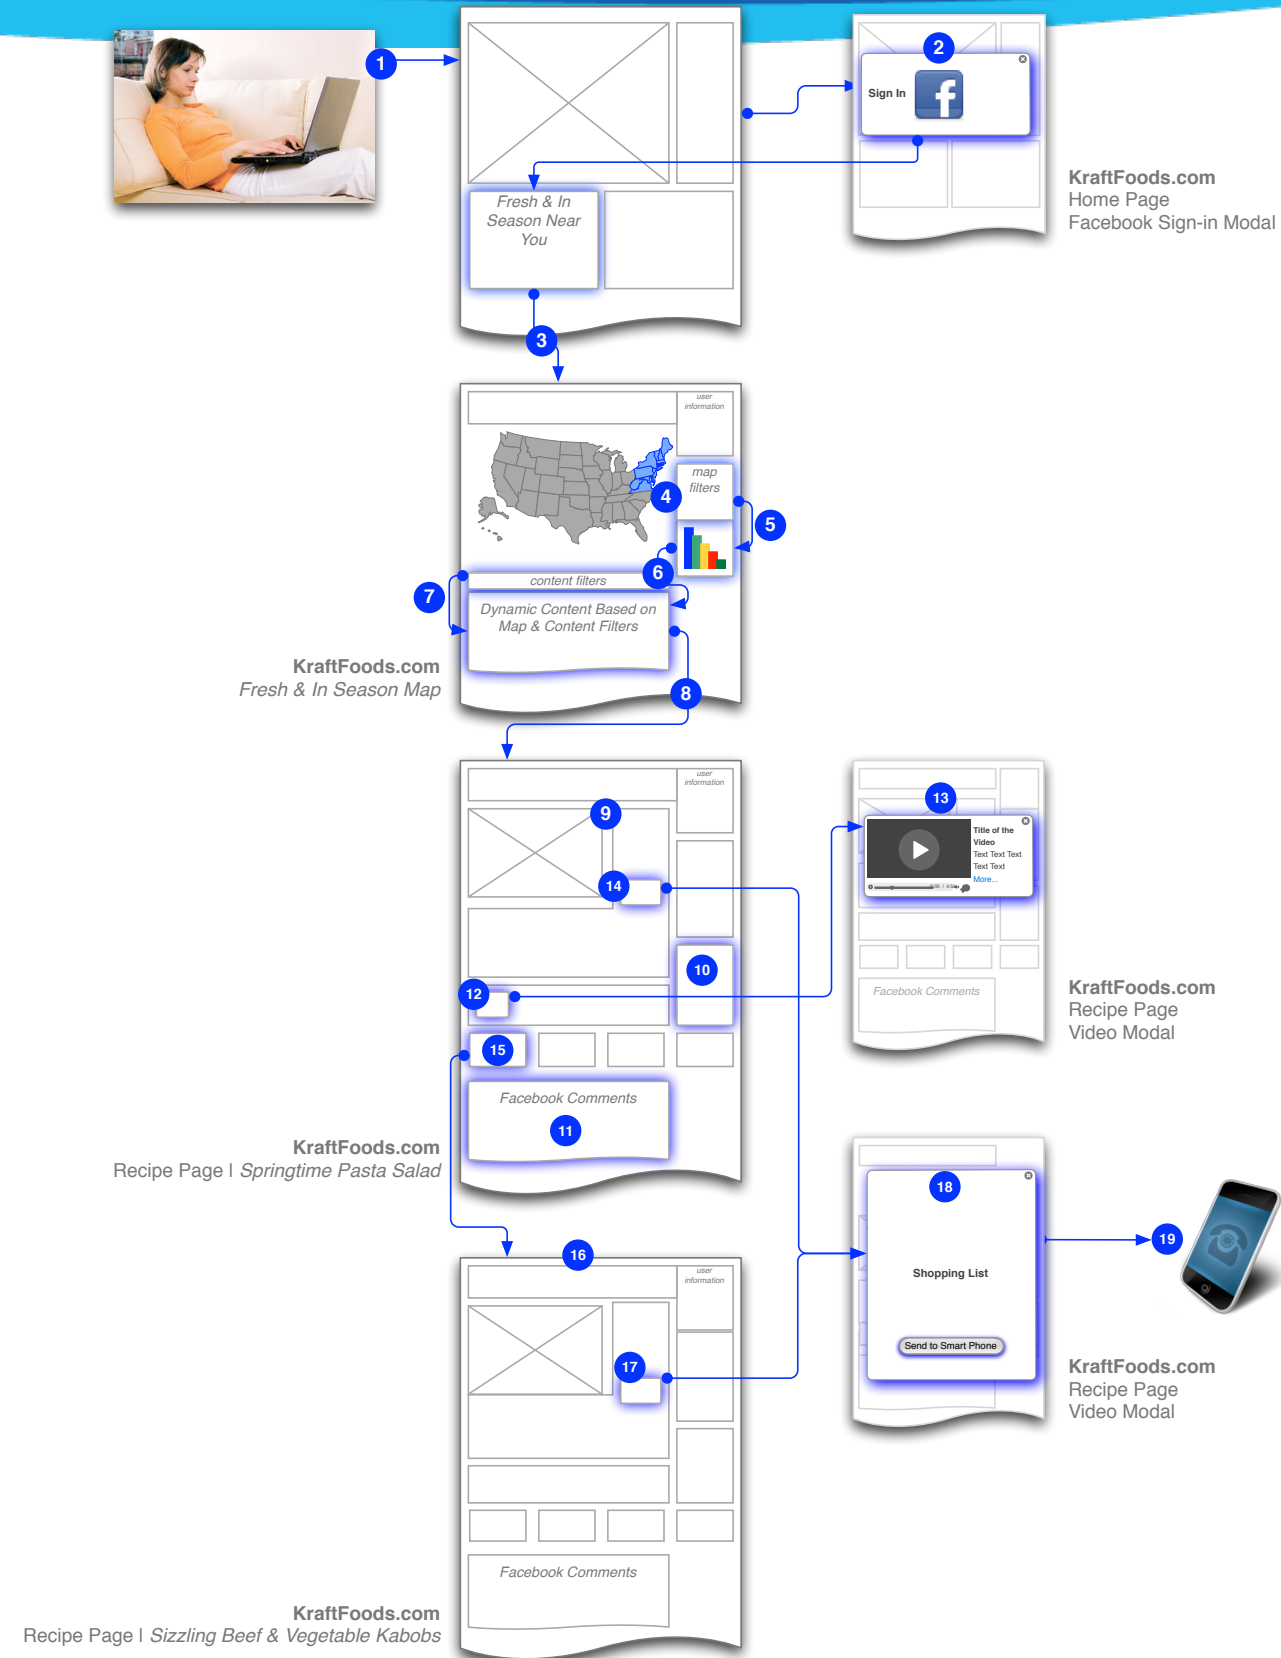 1
2
Sign In
f
KraftFoods.com
Home Page
Facebook Sign-in Modal
Fresh & In
Season Near
You
3
user
information
map
filters
4
5
6
content filters
7
Dynamic Content Based on
Map & Content Filters
KraftFoods.com
Fresh & In Season Map
8
user
information
9
14
10
12
15
Facebook Comments
11
KraftFoods.com
Recipe Page | Springtime Pasta Salad
13
Title of the
Video
Text Text Text
Text Text
More...
Facebook Comments
KraftFoods.com
Recipe Page
Video Modal
16
user
information
17
Facebook Comments
KraftFoods.com
Recipe Page | Sizzling Beef & Vegetable Kabobs
18
Shopping List
Send to Smart Phone
19
KraftFoods.com
Recipe Page
Video Modal